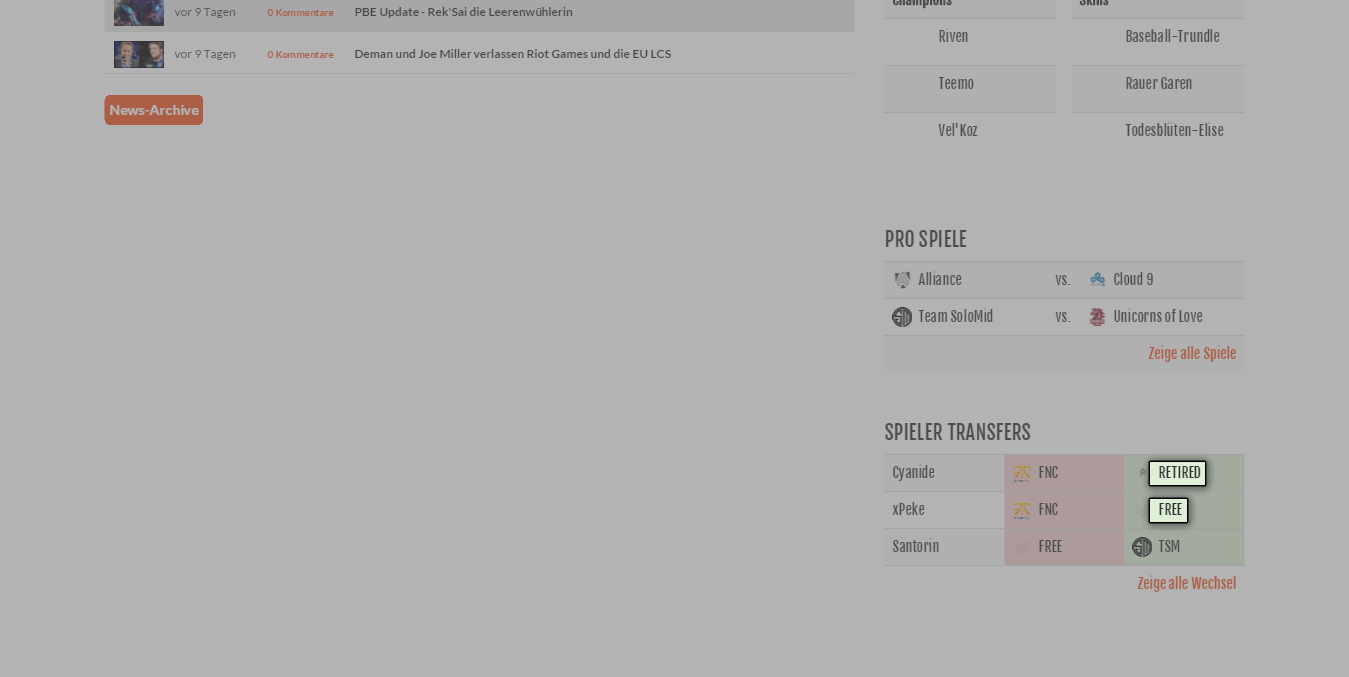 vor 9 Tagen 0 Kommentare PBE Update - Rek'Sai die Leerenwühlerin
vor 9 Tagen 0 Kommentare Deman und Joe Miller verlassen Riot Games und die EU LCS
News-Archive
Champions Skins
Riven Baseball-Trundle
Teemo Rauer Garen
Vel'Koz Todesblüten-Elise
PRO SPIELE
Alliance vs. Cloud 9
Team SoloMid vs. Unicorns of Love
Zeige alle Spiele
SPIELER TRANSFERS
Cyanide FNC RETIRED
xPeke FNC FREE
Santorin FREE TSM
Zeige alle Wechsel